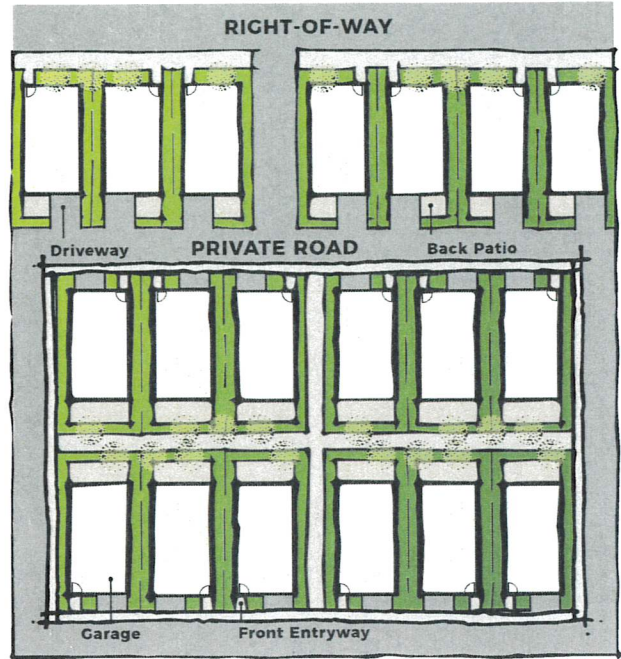 RIGHT-OF-WAY
Driveway
PRIVATE ROAD
Back Patio
Garage
Front Entryway